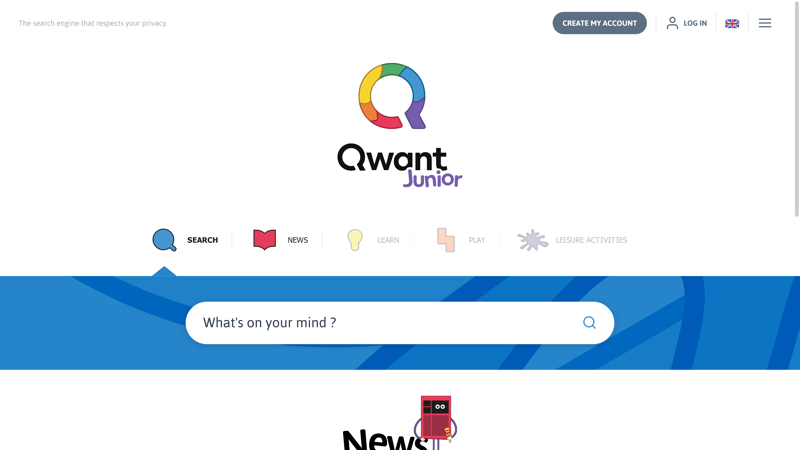 The search engine that respects your privacy.
CREATE MY ACCOUNT
LOG IN
Qwant
Junior
SEARCH
NEWS
LEARN
PLAY
LEISURE ACTIVITIES
What's on your mind ?
News